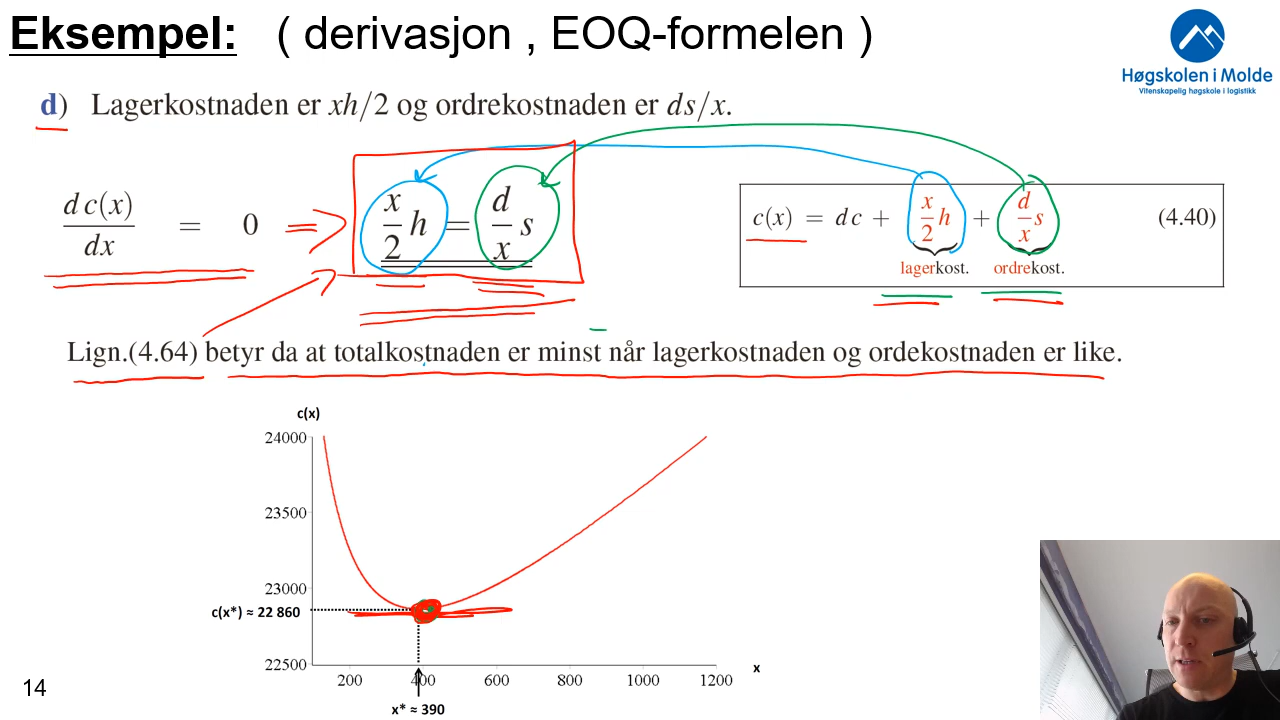 Eksempel: ( derivasjon , EOQ-formelen )
Høgskolen i Molde
Vitenskapelig høgskole i logistikk
d) Lagerkostnaden er xh/2 og ordrekostnaden er ds/x.
d c(x)/dx = 0
x/2 h = d/x s
c(x) = dc + x/2 h + d/x s (4.40)
lagerkost. ordrekost.
Lign.(4.64) betyr da at totalkostnaden er minst når lagerkostnaden og ordekostnaden er like.
c(x)
24000
23500
23000
c(x*) ≈ 22 860
22500
200 400 600 800 1000 1200 x
x* ≈ 390
14